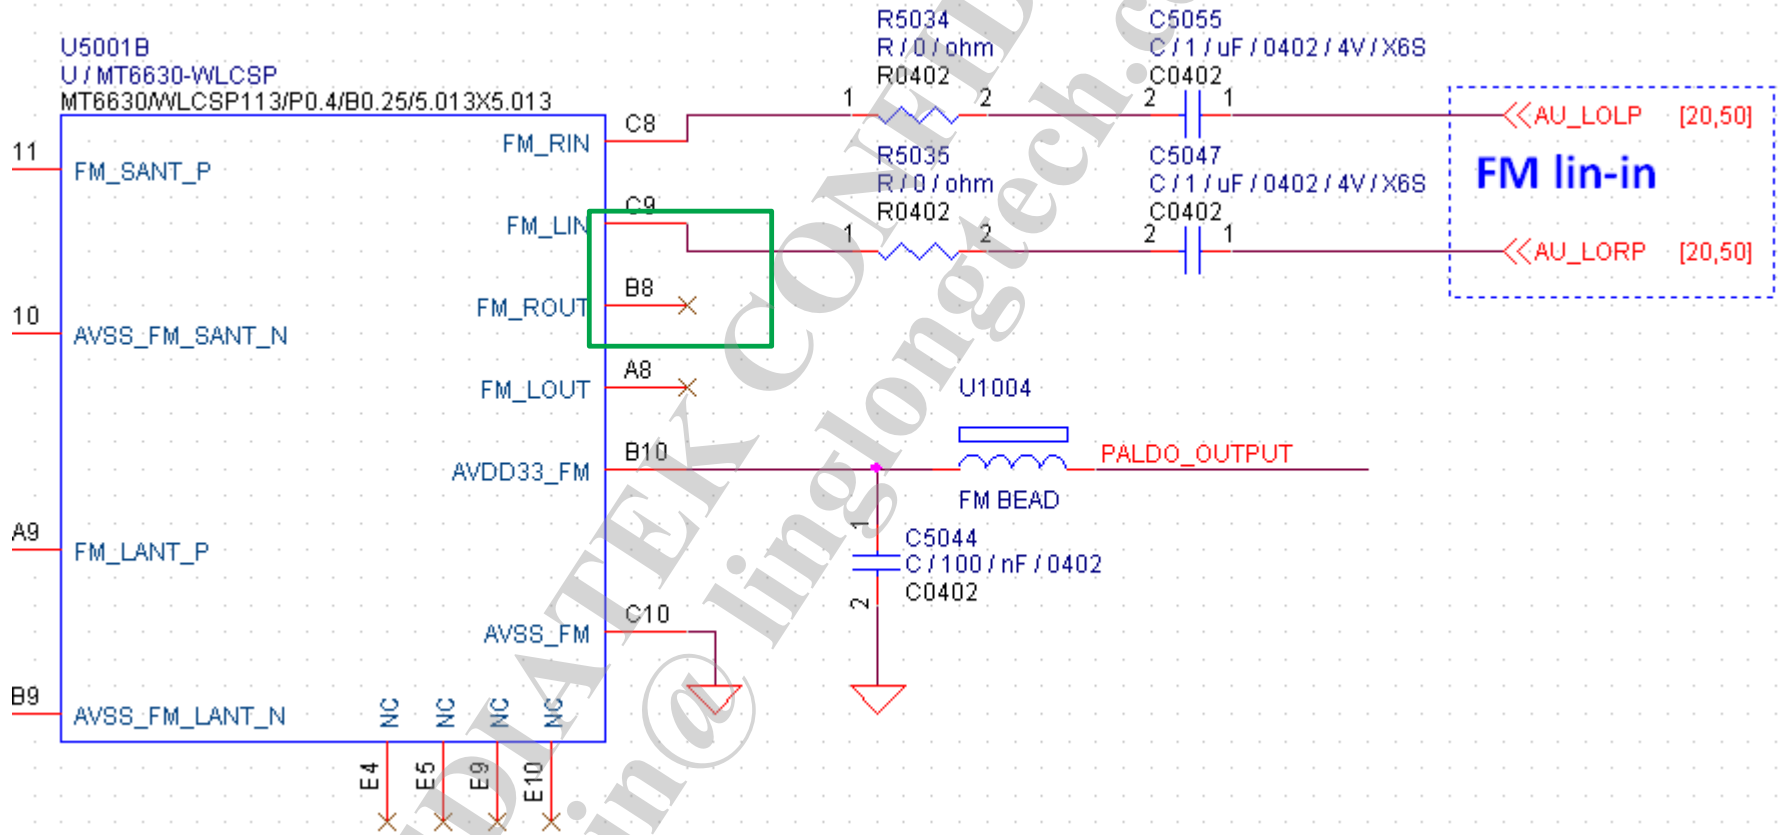 U5001B
U / MT6630-WLCSP
MT6630/WLCSP113/P0.4/B0.25/5.013X5.013
R5034
R / 0 / ohm
R0402
C5055
C / 1 / uF / 0402 / 4V / X6S
C0402
1
2
2
1
AU_LOLP [20,50]
C8
FM_RIN
11
FM_SANT_P
R5035
R / 0 / ohm
R0402
C5047
C / 1 / uF / 0402 / 4V / X6S
C0402
FM lin-in
C9
FM_LIN
1
2
2
1
AU_LORP [20,50]
B8
FM_ROUT
10
AVSS_FM_SANT_N
A8
FM_LOUT
U1004
B10
AVDD33_FM
PALDO_OUTPUT
FM BEAD
A9
FM_LANT_P
1
C5044
C / 100 / nF / 0402
C0402
2
C10
AVSS_FM
B9
AVSS_FM_LANT_N
NC
NC
NC
NC
E4
E5
E9
E10
DIATEK CONFID
in@linglongtech.c